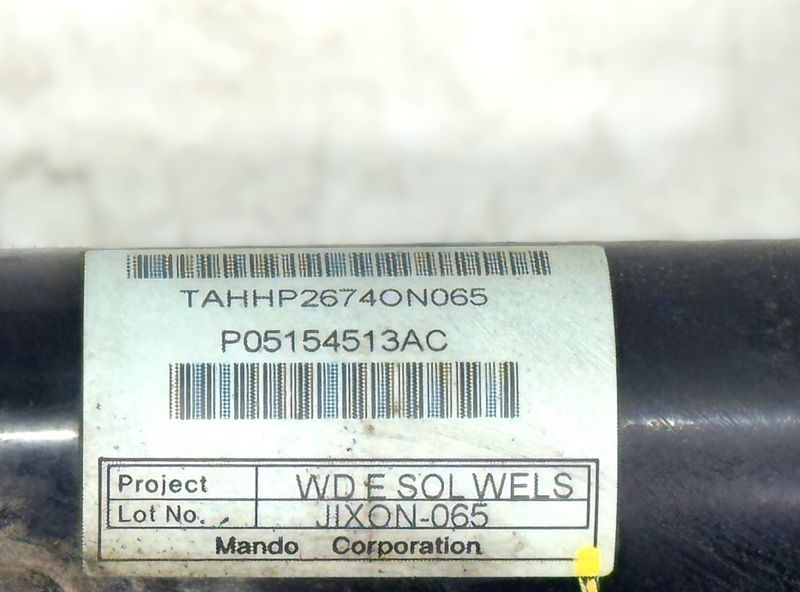 TAHHP2674ON065
P05154513AC
Project WD E SOL WELS
Lot No. JIXON-065
Mando Corporation